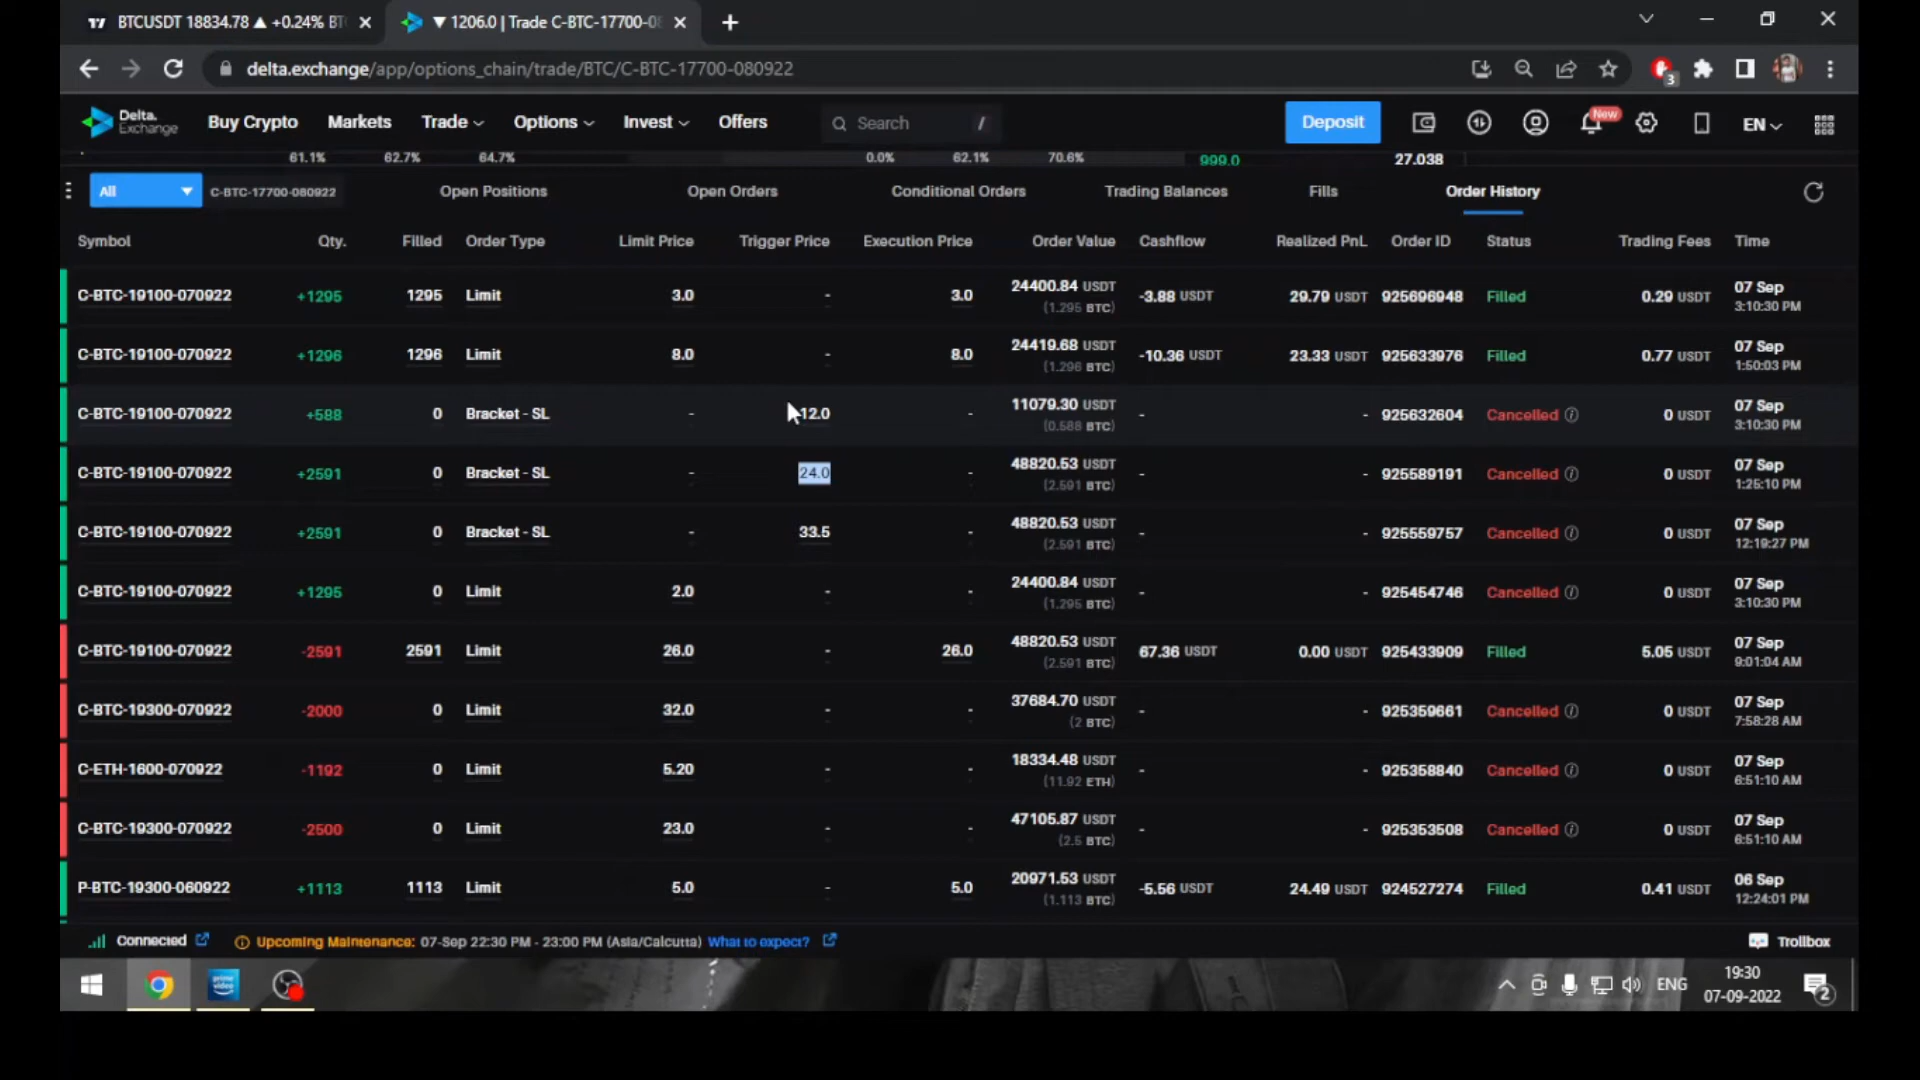 BTCUSDT 18834.78 ▲ +0.24% BT
▼ 1206.0 | Trade C-BTC-17700-08
delta.exchange/app/options_chain/trade/BTC/C-BTC-17700-080922
3
Delta. Exchange Buy Crypto Markets Trade Options Invest Offers Search / Deposit New EN
61.1% 62.7% 64.7% 0.0% 62.1% 70.6% 999.0 27.038
All C-BTC-17700-080922 Open Positions Open Orders Conditional Orders Trading Balances Fills Order History
Symbol Qty. Filled Order Type Limit Price Trigger Price Execution Price Order Value Cashflow Realized PnL Order ID Status Trading Fees Time
C-BTC-19100-070922 +1295 1295 Limit 3.0 - 3.0 24400.84 USDT -3.88 USDT 29.79 USDT 925696948 Filled 0.29 USDT 07 Sep
(1.295 BTC) 3:10:30 PM
C-BTC-19100-070922 +1296 1296 Limit 8.0 - 8.0 24419.68 USDT -10.36 USDT 23.33 USDT 925633976 Filled 0.77 USDT 07 Sep
(1.296 BTC) 1:50:03 PM
C-BTC-19100-070922 +588 0 Bracket - SL - 12.0 - 11079.30 USDT - - 925632604 Cancelled 0 USDT 07 Sep
(0.588 BTC) 3:10:30 PM
C-BTC-19100-070922 +2591 0 Bracket - SL - 24.0 - 48820.53 USDT - - 925589191 Cancelled 0 USDT 07 Sep
(2.591 BTC) 1:25:10 PM
C-BTC-19100-070922 +2591 0 Bracket - SL - 33.5 - 48820.53 USDT - - 925559757 Cancelled 0 USDT 07 Sep
(2.591 BTC) 12:19:27 PM
C-BTC-19100-070922 +1295 0 Limit 2.0 - - 24400.84 USDT - - 925454746 Cancelled 0 USDT 07 Sep
(1.295 BTC) 3:10:30 PM
C-BTC-19100-070922 -2591 2591 Limit 26.0 - 26.0 48820.53 USDT 67.36 USDT 0.00 USDT 925433909 Filled 5.05 USDT 07 Sep
(2.591 BTC) 9:01:04 AM
C-BTC-19300-070922 -2000 0 Limit 32.0 - - 37684.70 USDT - - 925359661 Cancelled 0 USDT 07 Sep
(2 BTC) 7:58:28 AM
C-ETH-1600-070922 -1192 0 Limit 5.20 - - 18334.48 USDT - - 925358840 Cancelled 0 USDT 07 Sep
(11.92 ETH) 6:51:10 AM
C-BTC-19300-070922 -2500 0 Limit 23.0 - - 47105.87 USDT - - 925353508 Cancelled 0 USDT 07 Sep
(2.5 BTC) 6:51:10 AM
P-BTC-19300-060922 +1113 1113 Limit 5.0 - 5.0 20971.53 USDT -5.56 USDT 24.49 USDT 924527274 Filled 0.41 USDT 06 Sep
(1.113 BTC) 12:24:01 PM
Connected Upcoming Maintenance: 07-Sep 22:30 PM - 23:00 PM (Asia/Calcutta) What to expect? Trollbox
prime video ENG 19:30
07-09-2022 2